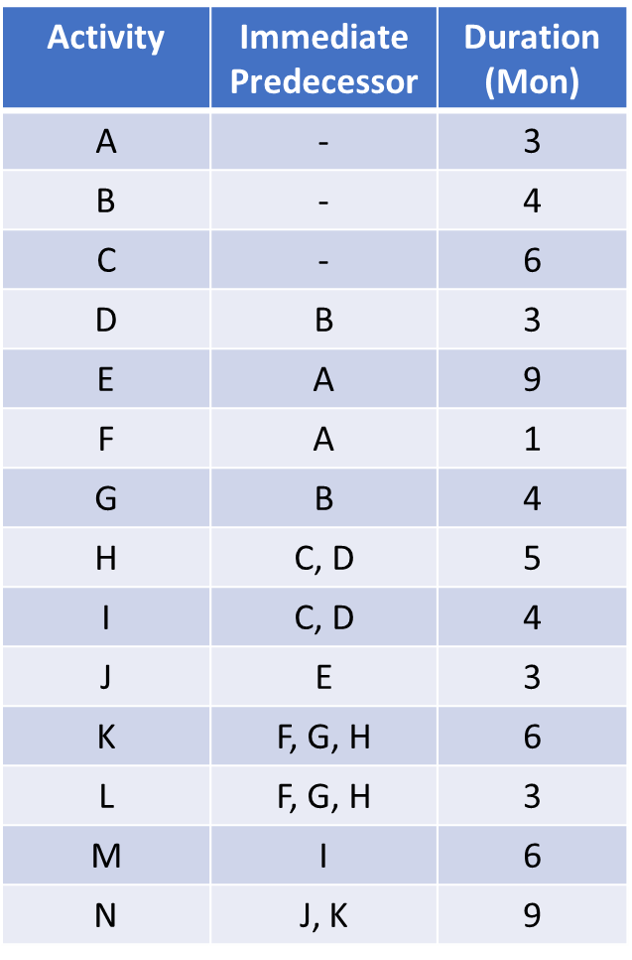 Activity Immediate Predecessor Duration (Mon)
A - 3
B - 4
C - 6
D B 3
E A 9
F A 1
G B 4
H C, D 5
I C, D 4
J E 3
K F, G, H 6
L F, G, H 3
M I 6
N J, K 9